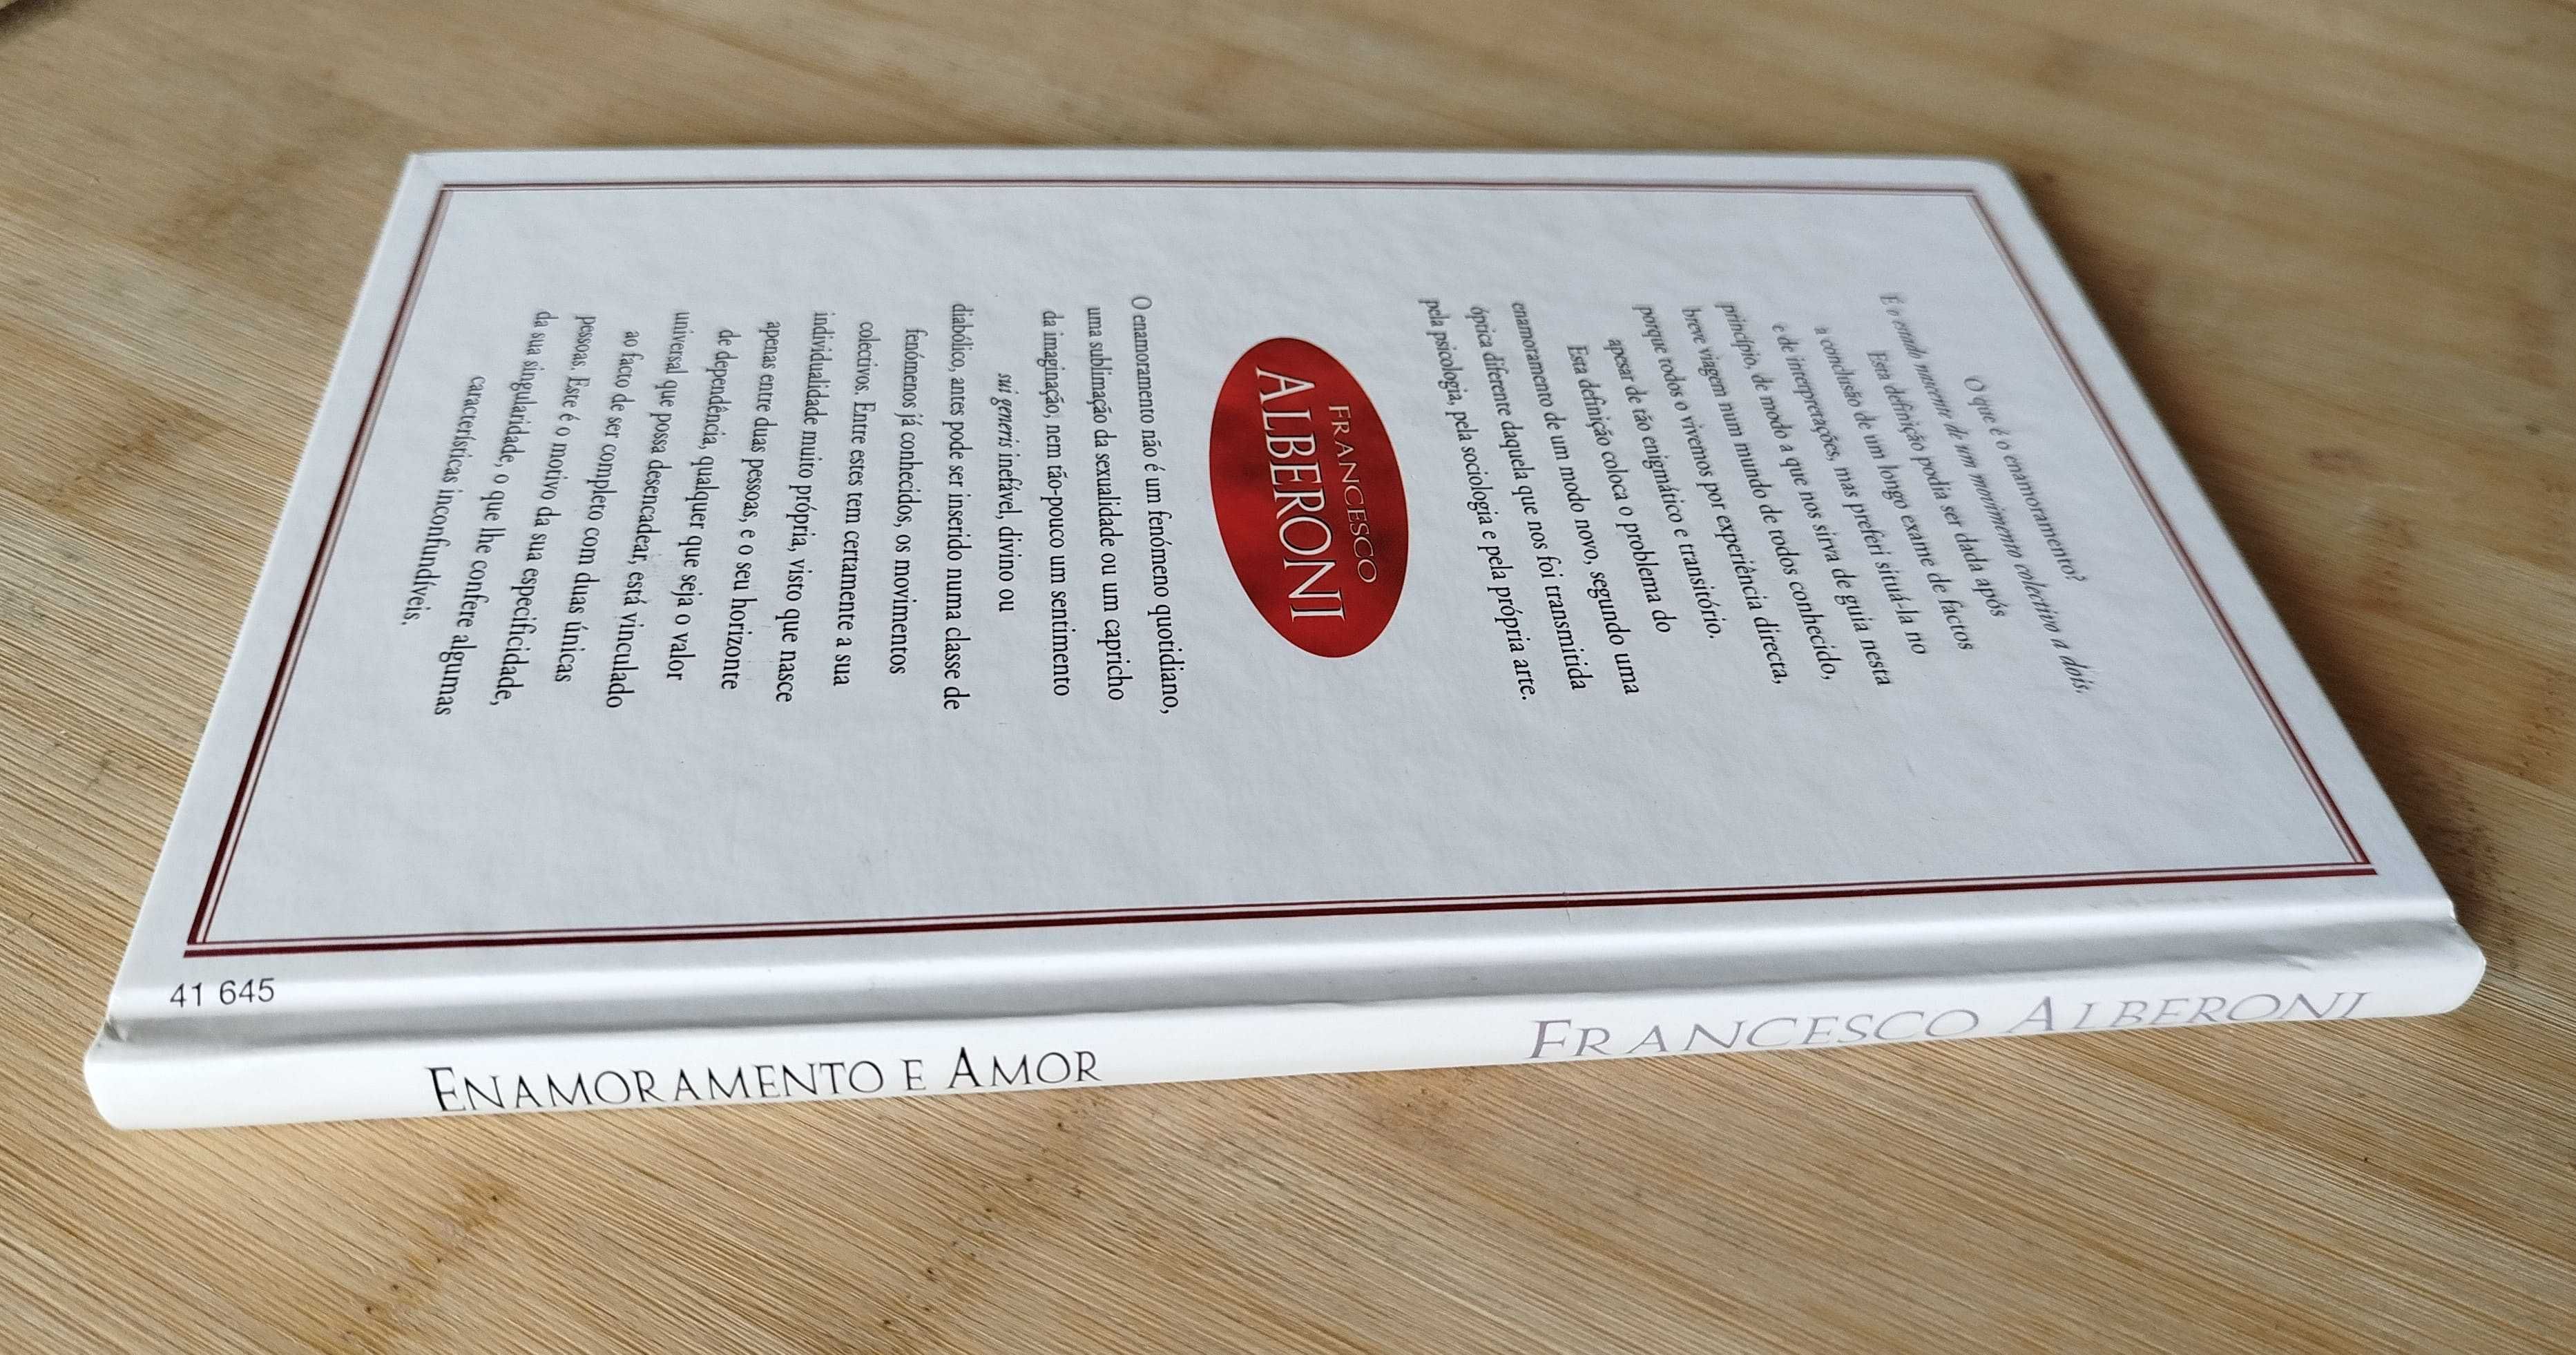 O que é o enamoramento?
É o estado nascente de um movimento colectivo a dois.
Esta definição podia ser dada após
a conclusão de um longo exame de factos
e de interpretações, mas preferi situá-la no
princípio, de modo a que nos sirva de guia nesta
breve viagem num mundo de todos conhecido,
porque todos o vivemos por experiência directa,
apesar de tão enigmático e transitório.
Esta definição coloca o problema do
enamoramento de um modo novo, segundo uma
óptica diferente daquela que nos foi transmitida
pela psicologia, pela sociologia e pela própria arte.
FRANCESCO
ALBERONI
O enamoramento não é um fenómeno quotidiano,
uma sublimação da sexualidade ou um capricho
da imaginação, nem tão-pouco um sentimento
sui generis inefável, divino ou
diabólico, antes pode ser inserido numa classe de
fenómenos já conhecidos, os movimentos
colectivos. Entre estes tem certamente a sua
individualidade muito própria, visto que nasce
apenas entre duas pessoas, e o seu horizonte
de dependência, qualquer que seja o valor
universal que possa desencadear, está vinculado
ao facto de ser completo com duas únicas
pessoas. Este é o motivo da sua especificidade,
da sua singularidade, o que lhe confere algumas
características inconfundíveis.
41 645
ENAMORAMENTO E AMOR
FRANCESCO ALBERONI